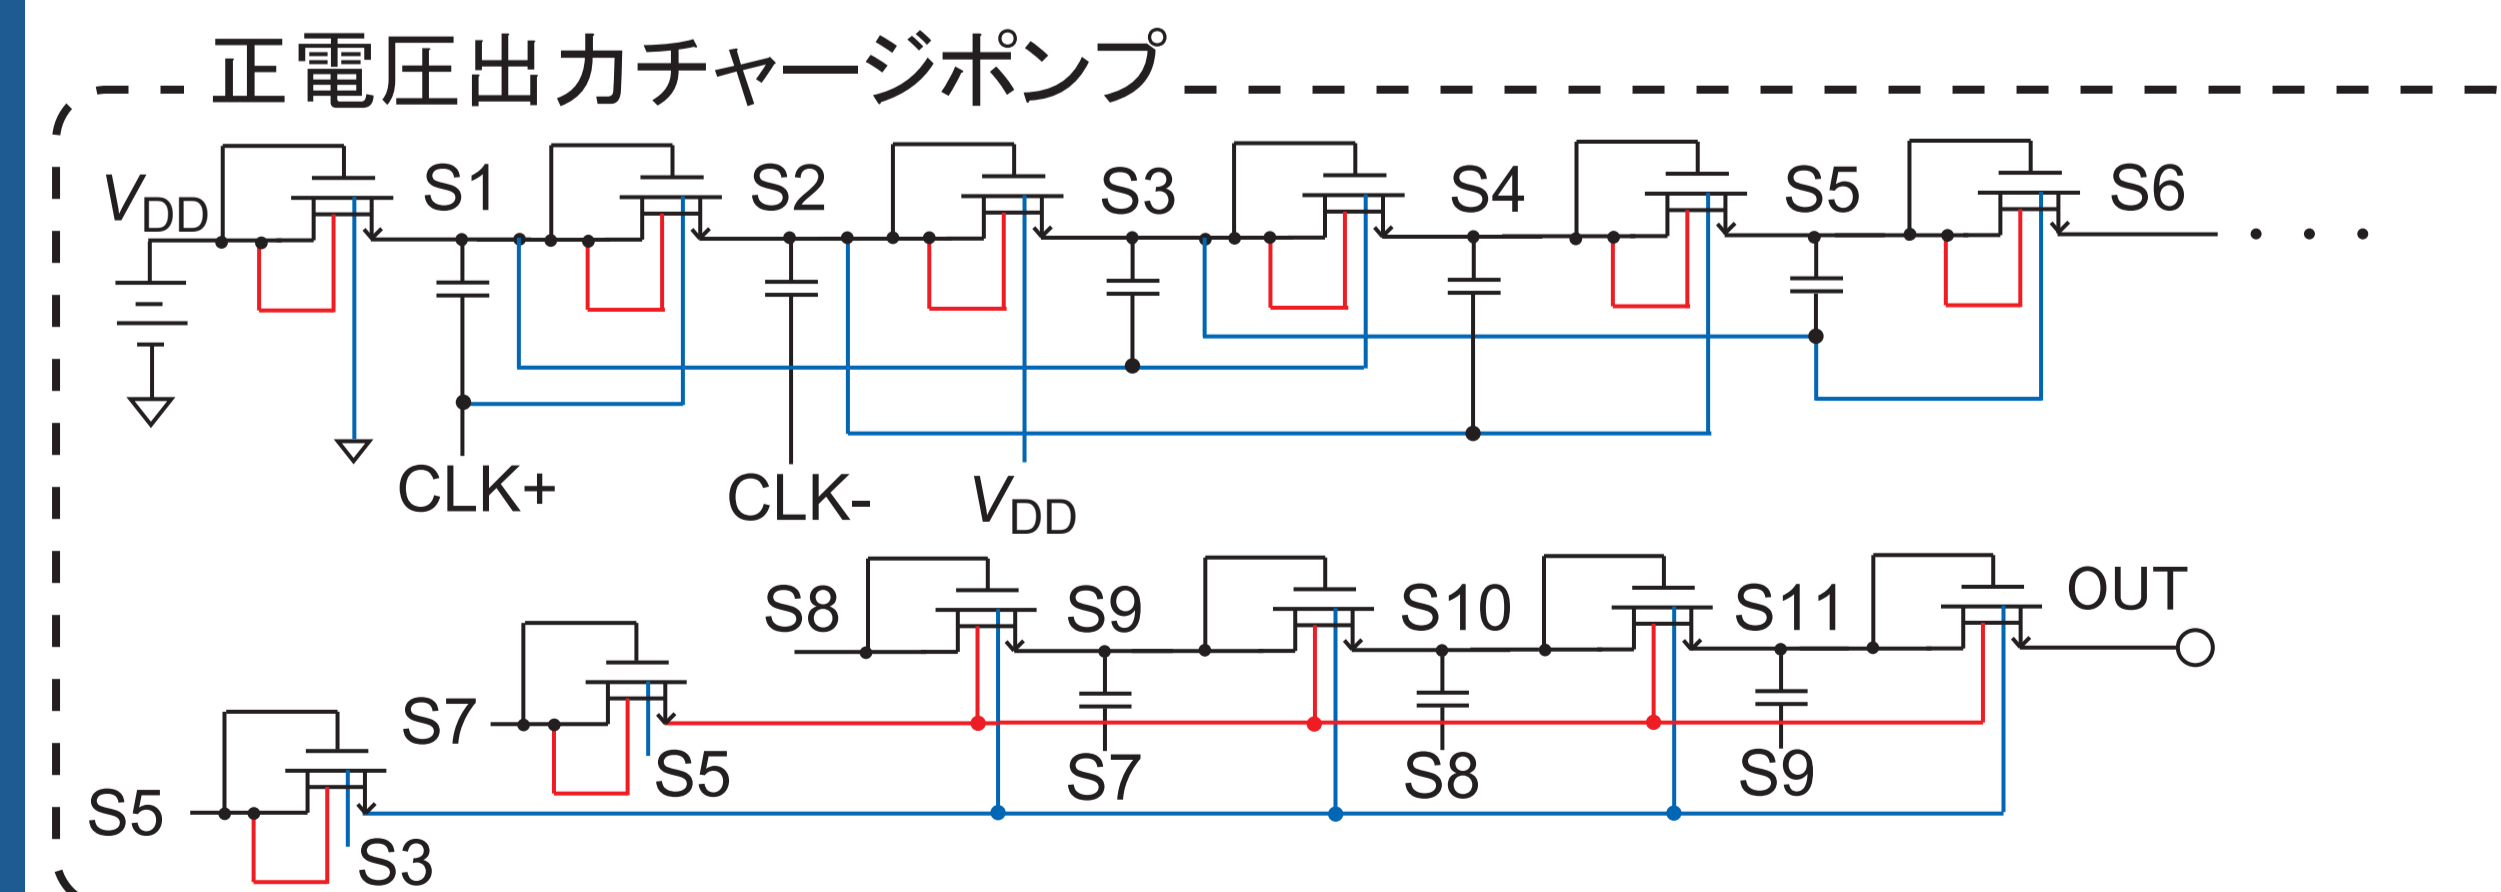 正電圧出力チャージポンプ
VDD S1 S2 S3 S4 S5 S6
CLK+ CLK- VDD
S8 S9 S10 S11 OUT
S7 S5 S7 S8 S9
S5 S3